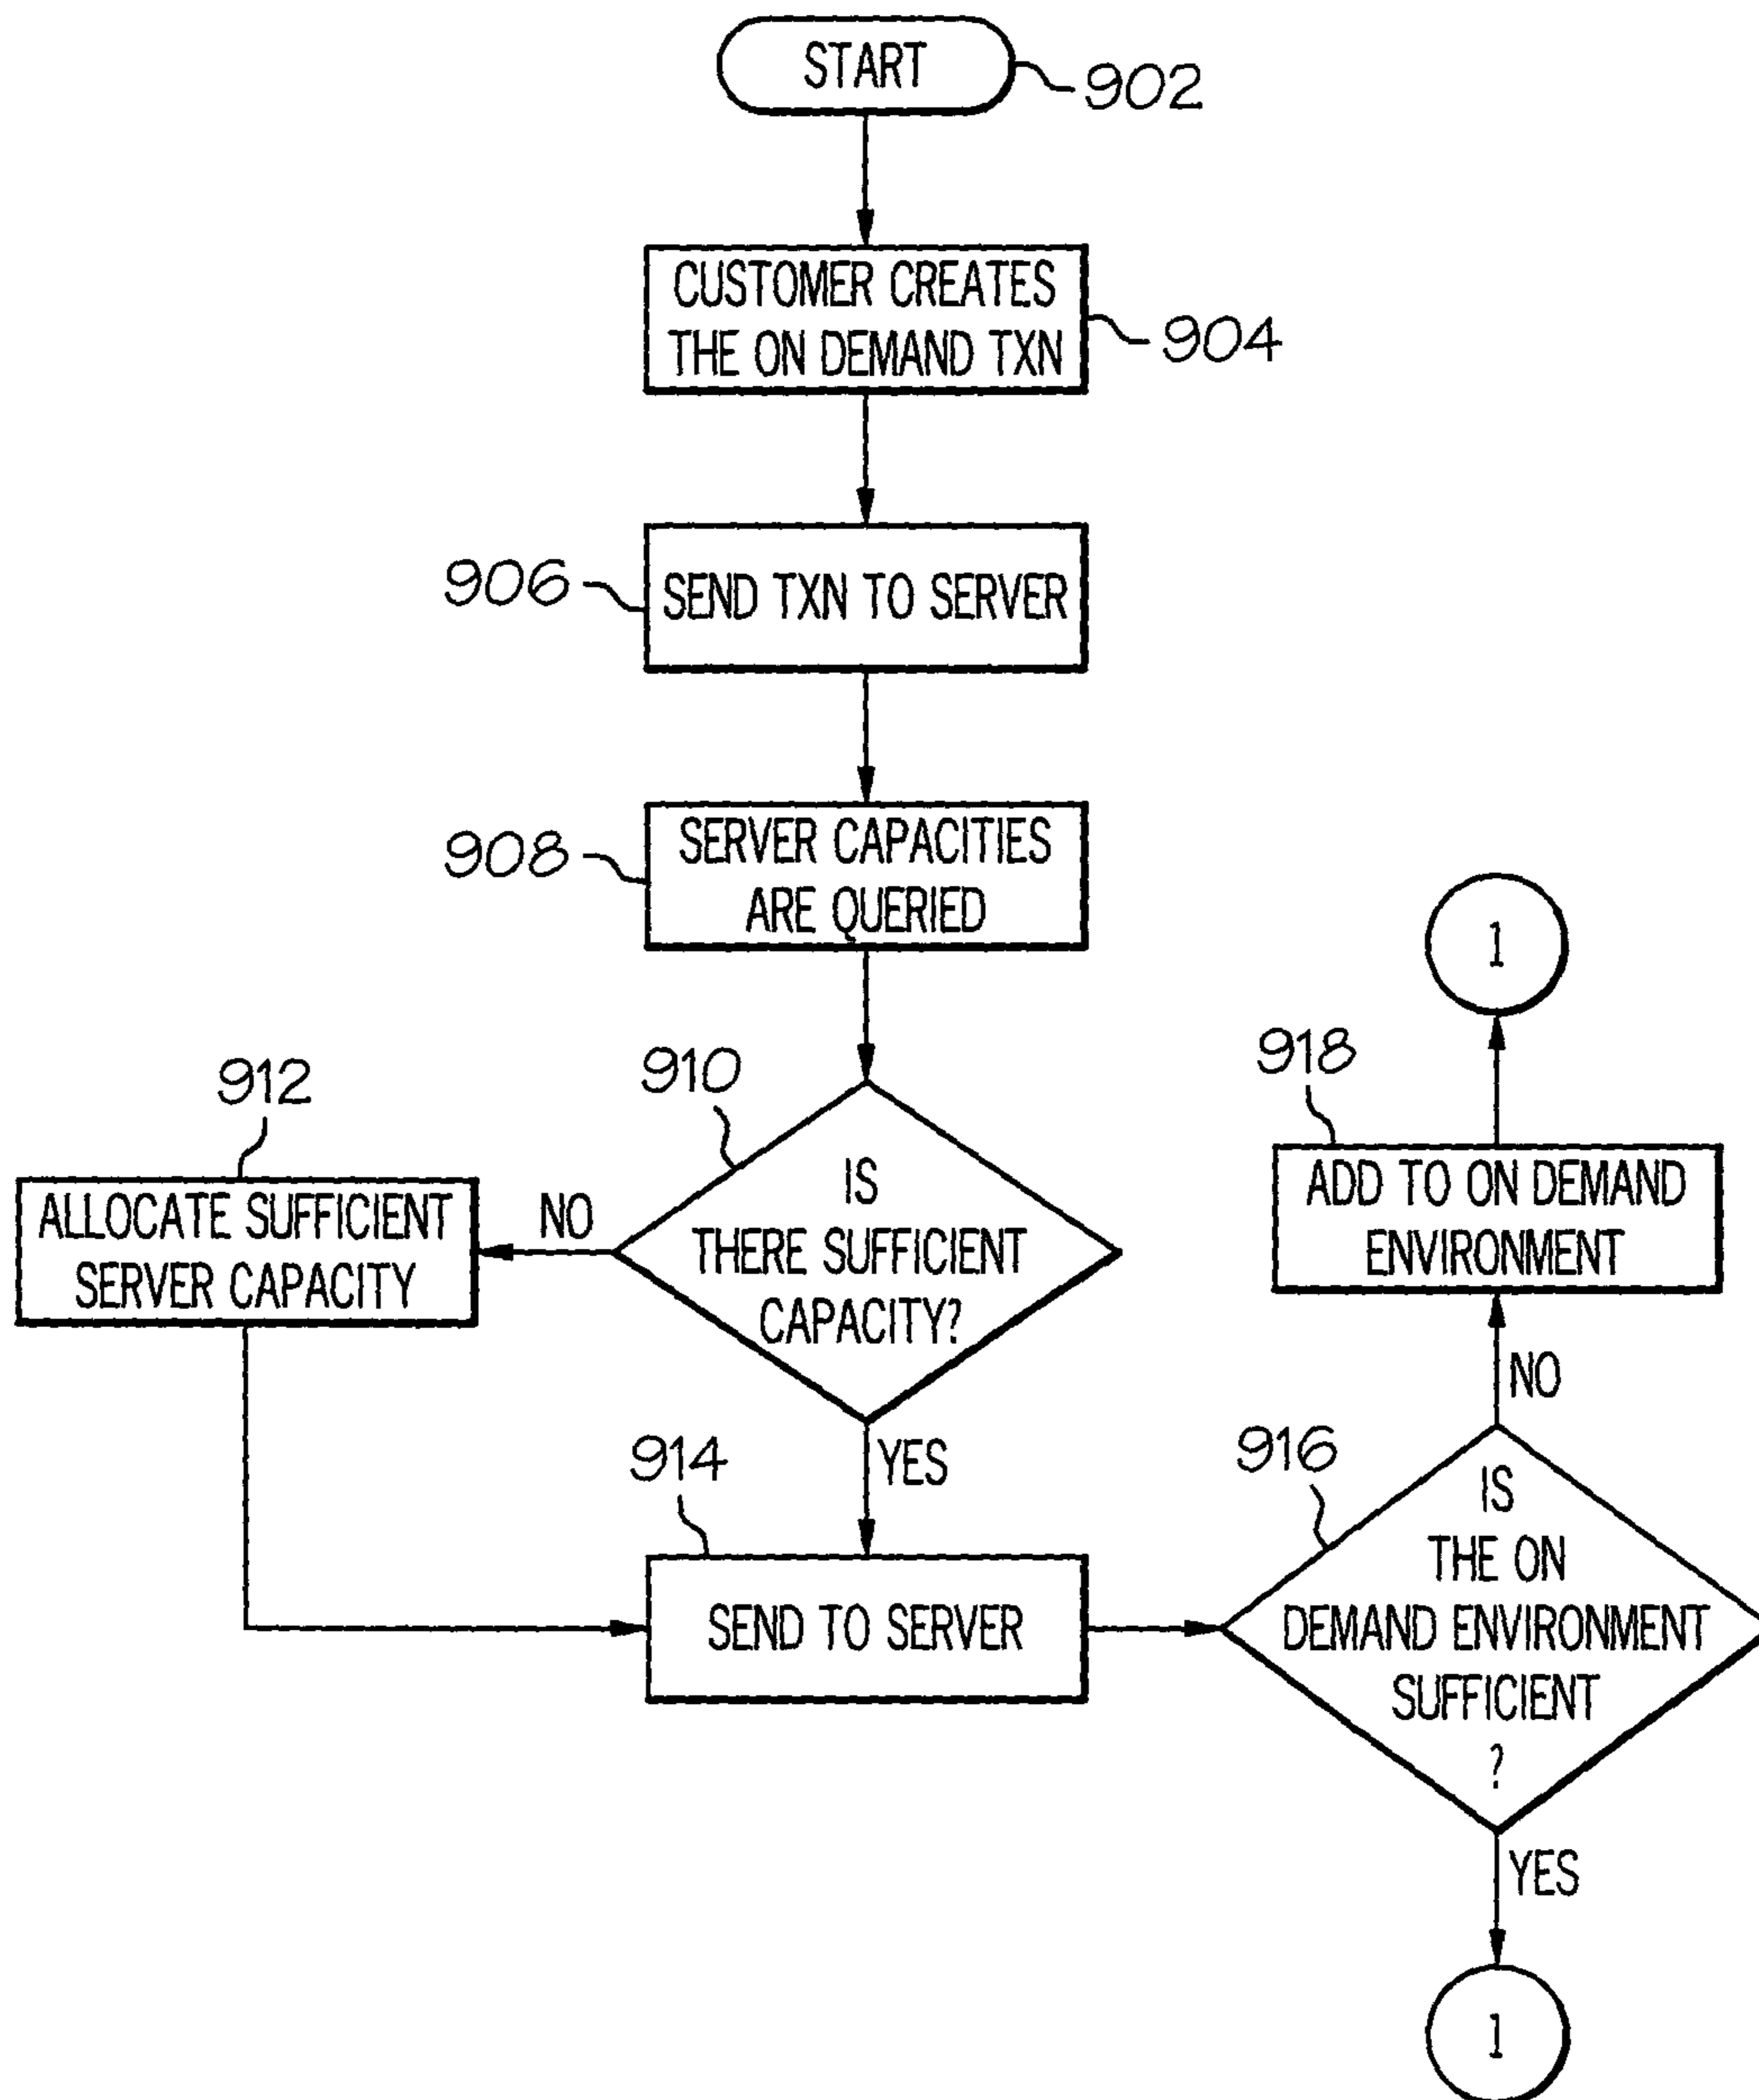 START
902
CUSTOMER CREATES
THE ON DEMAND TXN
904
906
SEND TXN TO SERVER
908
SERVER CAPACITIES
ARE QUERIED
910
IS
THERE SUFFICIENT
CAPACITY?
NO
912
ALLOCATE SUFFICIENT
SERVER CAPACITY
YES
914
SEND TO SERVER
916
IS
THE ON
DEMAND ENVIRONMENT
SUFFICIENT
?
NO
918
ADD TO ON DEMAND
ENVIRONMENT
1
YES
1